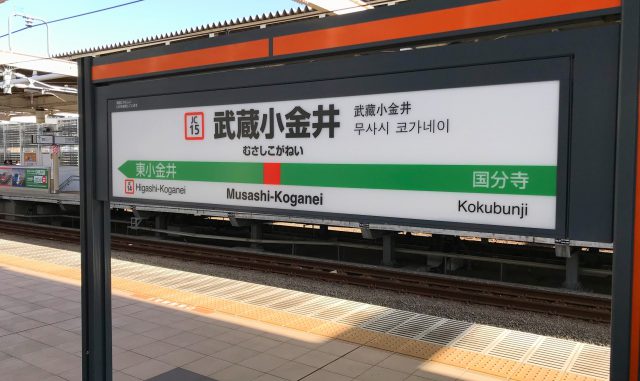 JC
15
武蔵小金井
むさしこがねい
武蔵小金井
무사시 코가네이
東小金井
国分寺
JC
14
Higashi-Koganei
Musashi-Koganei
Kokubunji